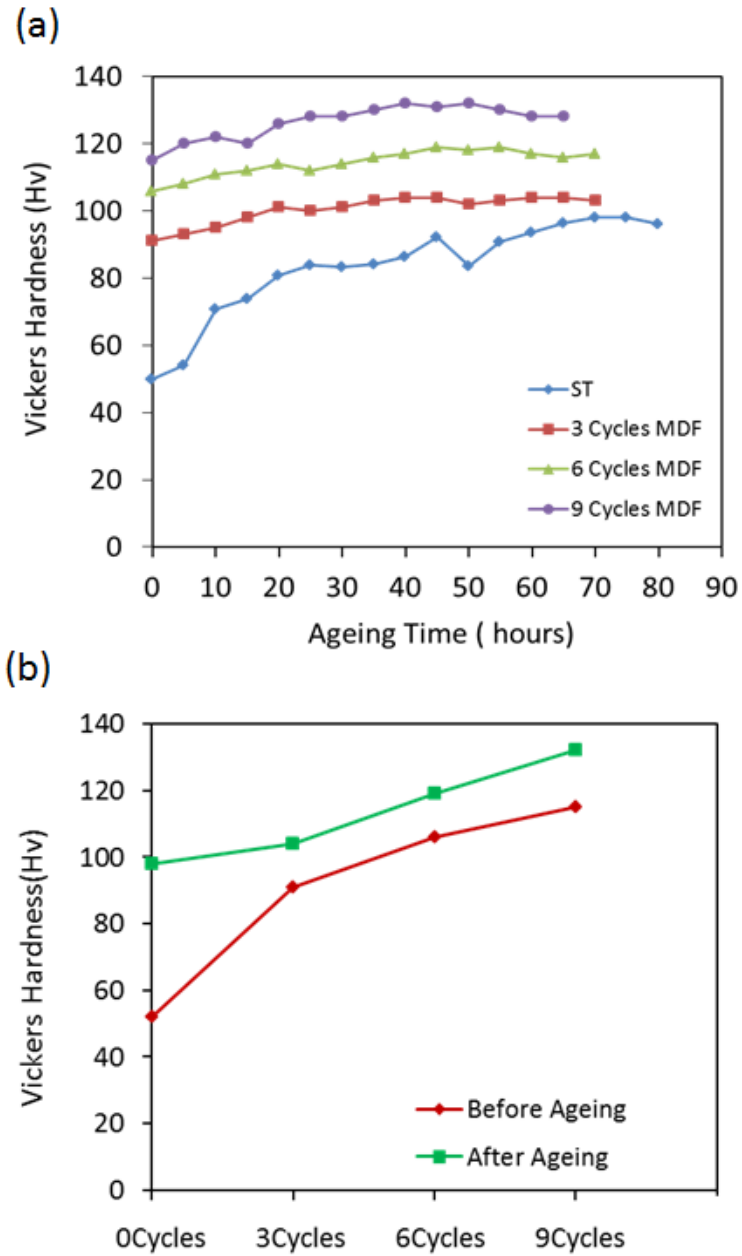 (a)
140
120
100
80
60
40
20
0
Vickers Hardness (Hv)
ST
3 Cycles MDF
6 Cycles MDF
9 Cycles MDF
0 10 20 30 40 50 60 70 80 90
Ageing Time ( hours)
(b)
140
120
100
80
60
40
20
0
Vickers Hardness(Hv)
Before Ageing
After Ageing
0Cycles 3Cycles 6Cycles 9Cycles